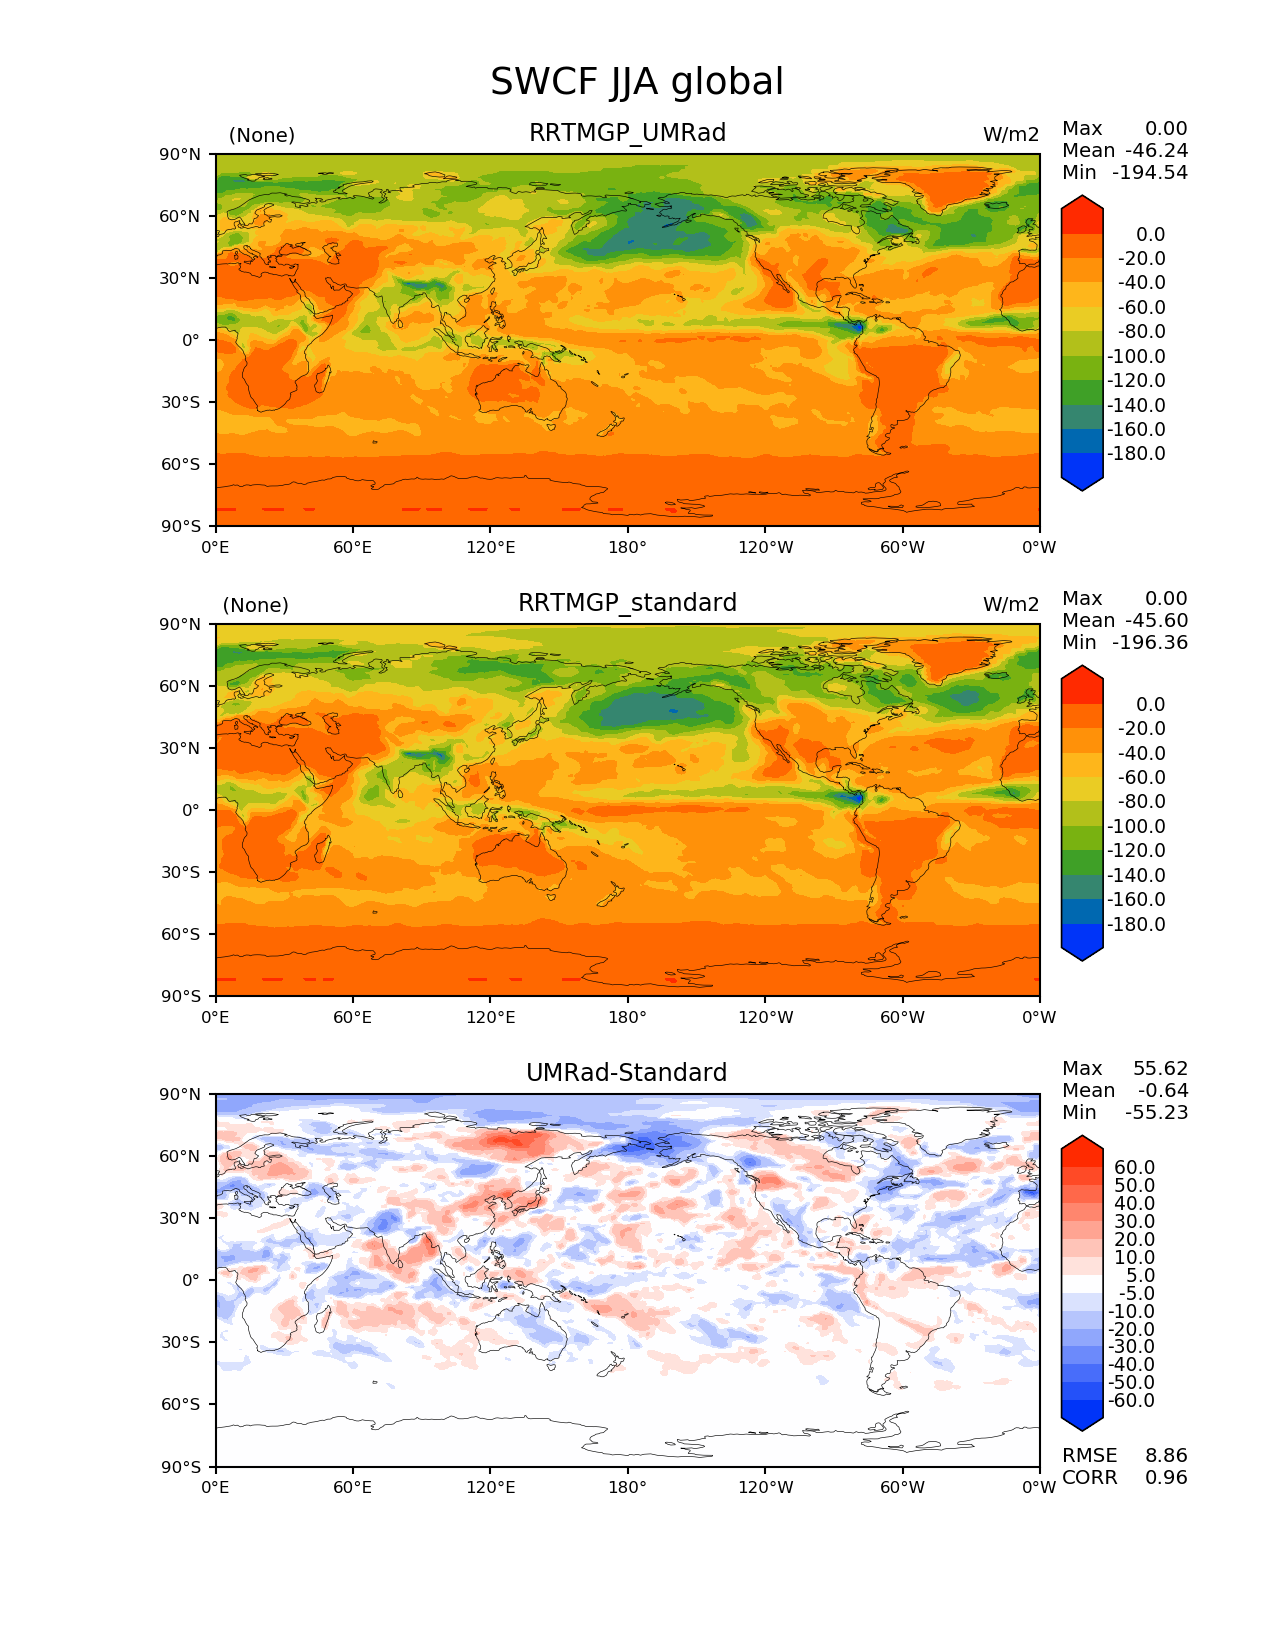 SWCF JJA global
(None) RRTMGP_UMRad W/m2
Max 0.00
Mean -46.24
Min -194.54
90°N
60°N
30°N
0°
30°S
60°S
90°S
0°E 60°E 120°E 180° 120°W 60°W 0°W
0.0
-20.0
-40.0
-60.0
-80.0
-100.0
-120.0
-140.0
-160.0
-180.0
(None) RRTMGP_standard W/m2
Max 0.00
Mean -45.60
Min -196.36
90°N
60°N
30°N
0°
30°S
60°S
90°S
0°E 60°E 120°E 180° 120°W 60°W 0°W
0.0
-20.0
-40.0
-60.0
-80.0
-100.0
-120.0
-140.0
-160.0
-180.0
UMRad-Standard
Max 55.62
Mean -0.64
Min -55.23
90°N
60°N
30°N
0°
30°S
60°S
90°S
0°E 60°E 120°E 180° 120°W 60°W 0°W
60.0
50.0
40.0
30.0
20.0
10.0
5.0
-5.0
-10.0
-20.0
-30.0
-40.0
-50.0
-60.0
RMSE 8.86
CORR 0.96